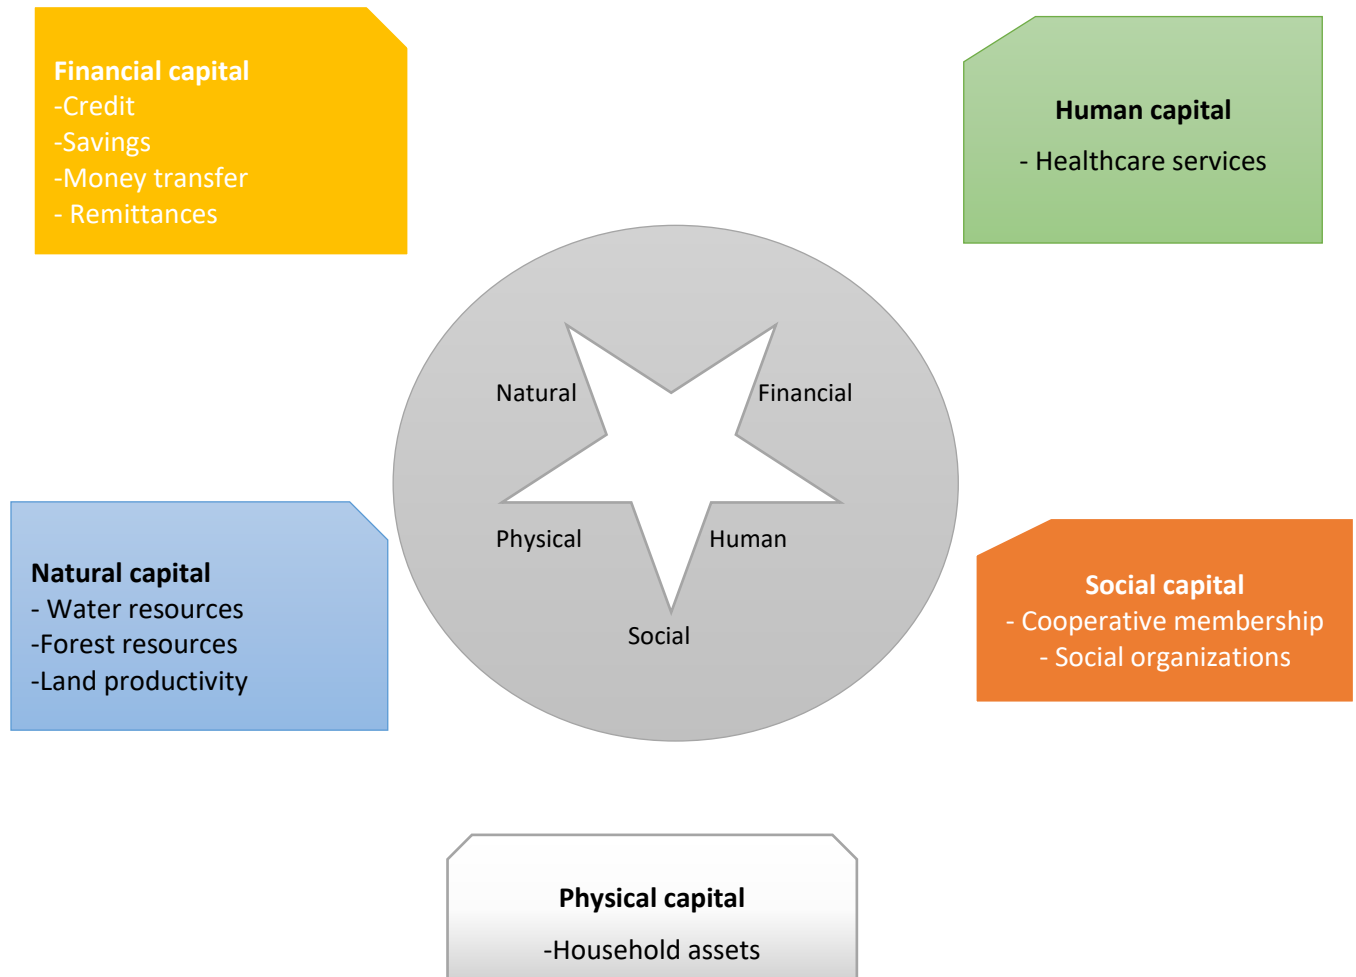 Financial capital
-Credit
-Savings
-Money transfer
- Remittances
Human capital
- Healthcare services
Natural
Financial
Physical
Human
Social
Natural capital
- Water resources
-Forest resources
-Land productivity
Social capital
- Cooperative membership
- Social organizations
Physical capital
-Household assets